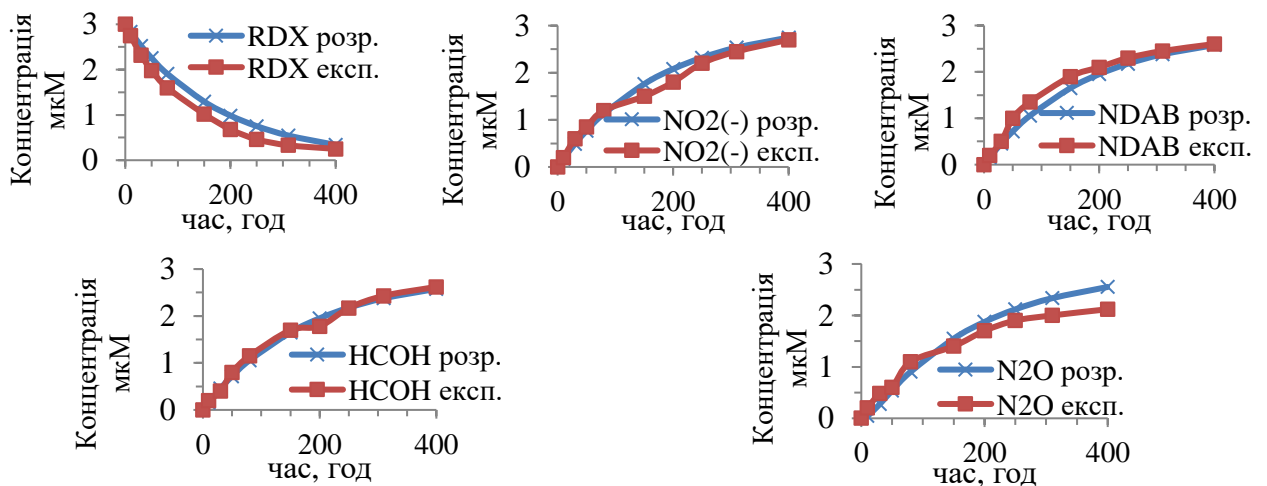 Концентрація
мкМ
3
2
1
0
RDX розр.
RDX експ.
0
200
400
час, год
Концентрація
мкМ
3
2
1
0
NO2(-) розр.
NO2(-) експ.
0
200
400
час, год
Концентрація
мкМ
3
2
1
0
NDAB розр.
NDAB експ.
0
200
400
час, год
Концентрація
мкМ
3
2
1
0
HCOH розр.
HCOH експ.
0
200
400
час, год
Концентрація
мкМ
3
2
1
0
N2O розр.
N2O експ.
0
200
400
час, год